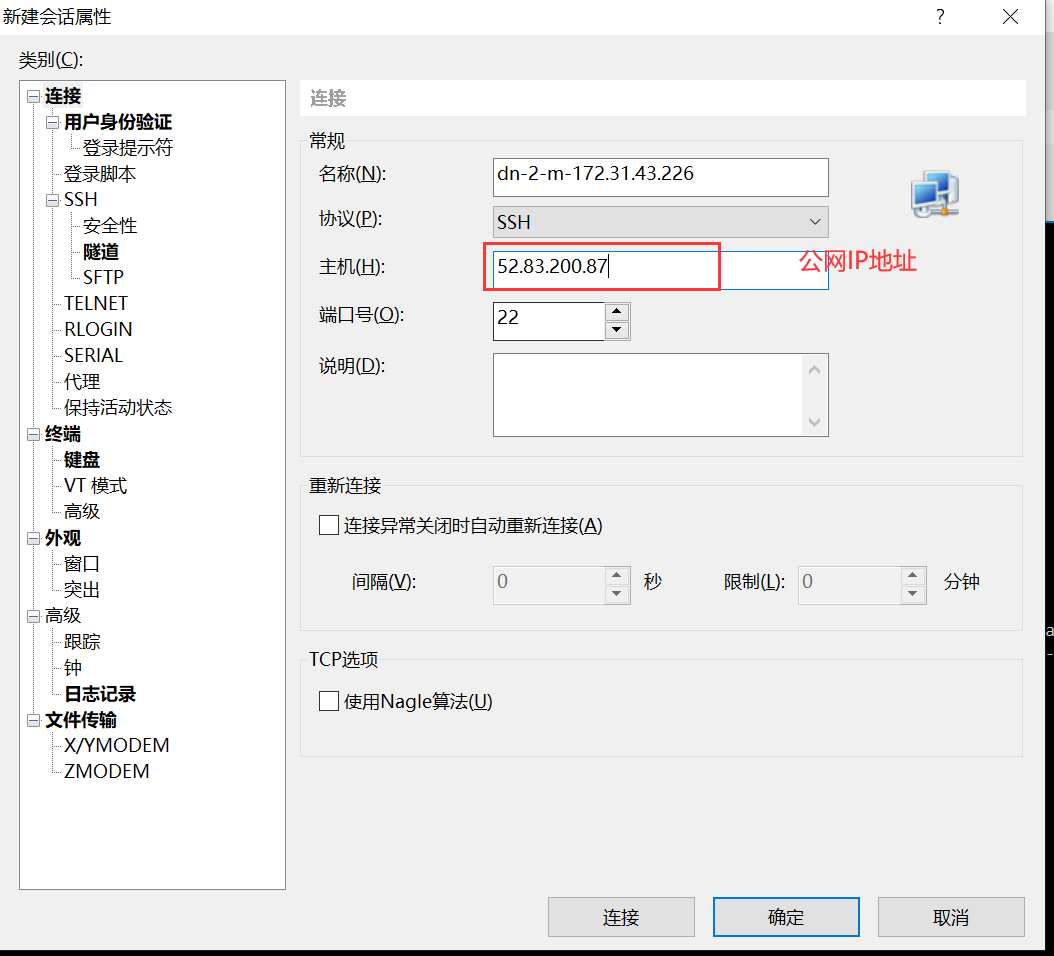 新建会话属性
?
类别(C):
连接
用户身份验证
登录提示符
登录脚本
SSH
安全性
隧道
SFTP
TELNET
RLOGIN
SERIAL
代理
保持活动状态
终端
键盘
VT 模式
高级
外观
窗口
突出
高级
跟踪
钟
日志记录
文件传输
X/YMODEM
ZMODEM
连接
常规
名称(N): dn-2-m-172.31.43.226
协议(P): SSH
主机(H): 52.83.200.87 公网IP地址
端口号(O): 22
说明(D):
重新连接
连接异常关闭时自动重新连接(A)
间隔(V): 0 秒 限制(L): 0 分钟
TCP选项
使用Nagle算法(U)
连接 确定 取消